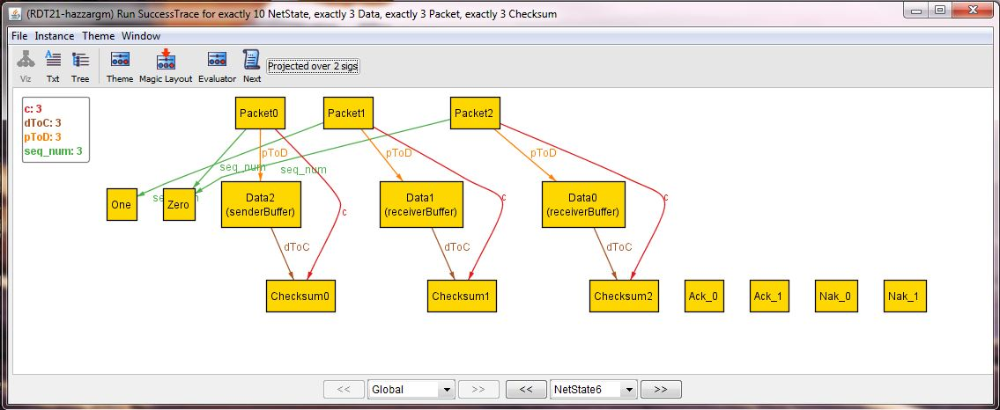 (RDT21-hazzargm) Run SuccessTrace for exactly 10 NetState, exactly 3 Data, exactly 3 Packet, exactly 3 Checksum
File Instance Theme Window
Viz Txt Tree Theme Magic Layout Evaluator Next Projected over 2 sigs
c: 3
dToC: 3
pToD: 3
seq_num: 3
Packet0 Packet1 Packet2
pToD pToD pToD
seq_num seq_num
One Zero
Data2
(senderBuffer)
Data1
(receiverBuffer)
Data0
(receiverBuffer)
c c c
dToC dToC dToC
Checksum0 Checksum1 Checksum2 Ack_0 Ack_1 Nak_0 Nak_1
<< Global >> << NetState6 >>